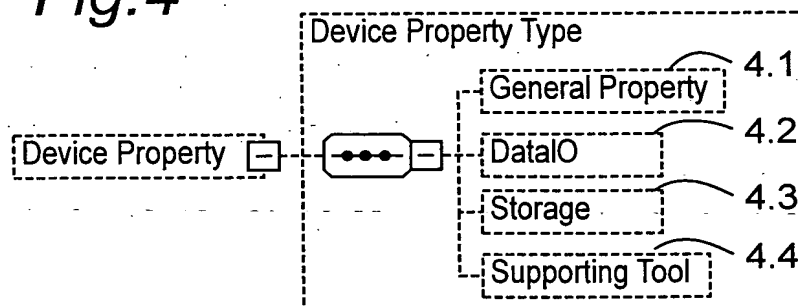 Fig.4
Device Property Type
4.1
General Property
Device Property
4.2
DataIO
4.3
Storage
4.4
Supporting Tool